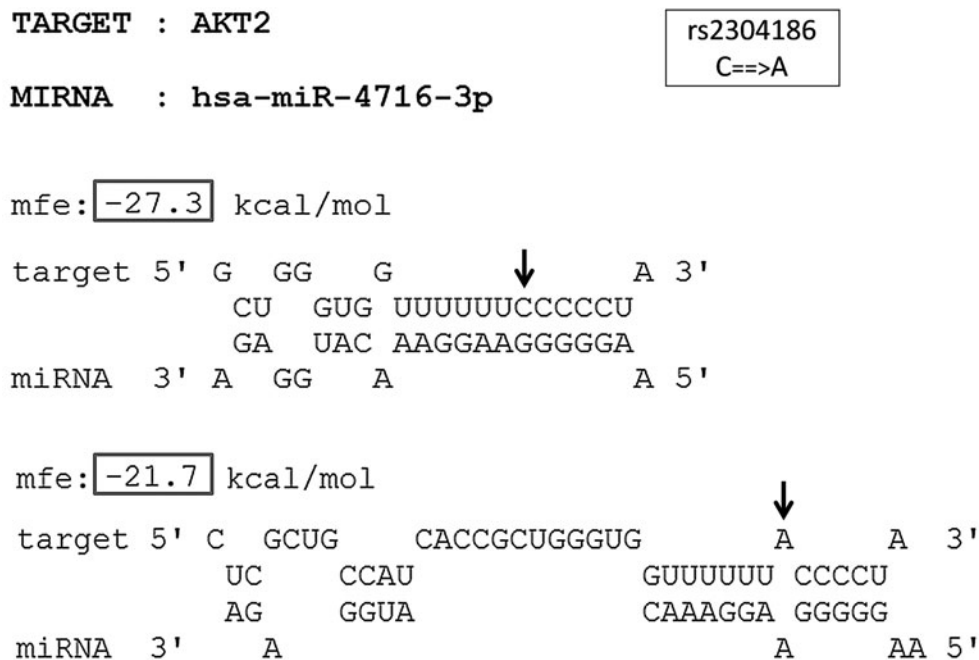 TARGET : AKT2
rs2304186
C==>A
MIRNA : hsa-miR-4716-3p
mfe: -27.3 kcal/mol
target 5' G GG G A 3'
CU GUG UUUUUUCCCCCU
GA UAC AAGGAAGGGGGA
miRNA 3' A GG A A 5'
mfe: -21.7 kcal/mol
target 5' C GCUG CACCGCUGGGUG A A 3'
UC CCAU GUUUUUU CCCCU
AG GGUA CAAAGGA GGGGG
miRNA 3' A A AA 5'